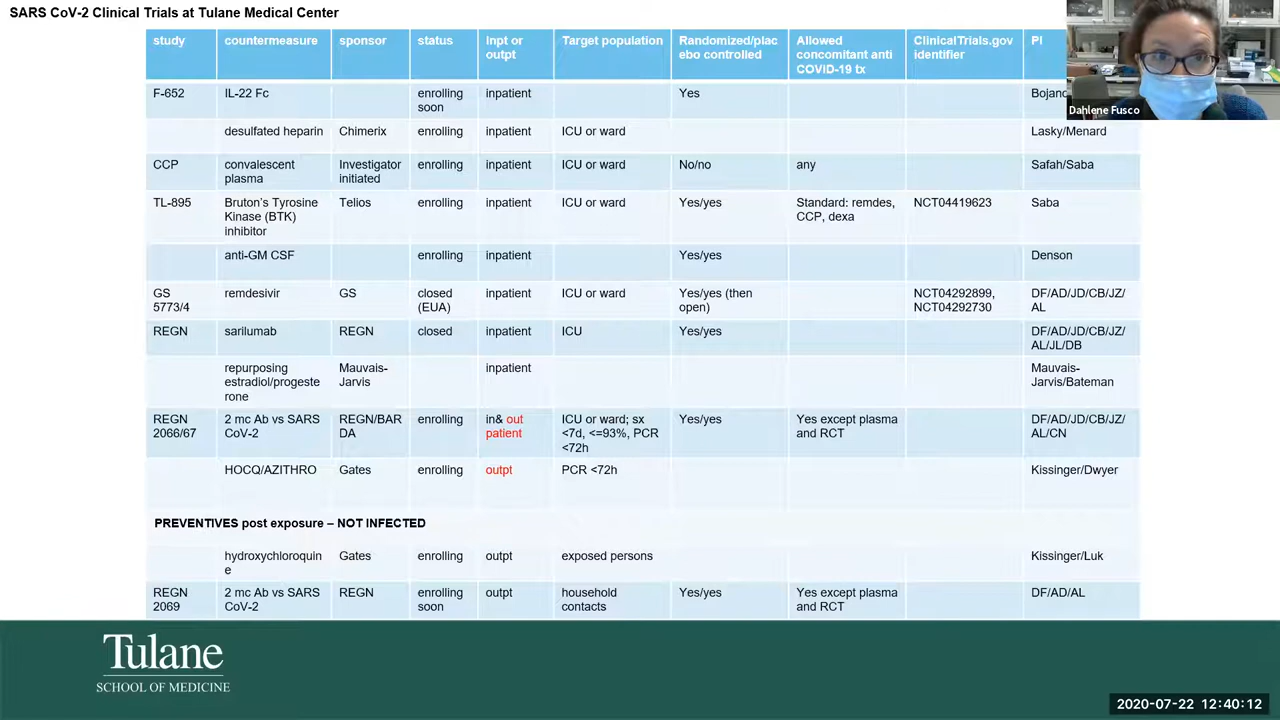 SARS CoV-2 Clinical Trials at Tulane Medical Center
study countermeasure sponsor status inpt or outpt Target population Randomized/plac ebo controlled Allowed concomitant anti COVID-19 tx ClinicalTrials.gov identifier PI
F-652 IL-22 Fc enrolling soon inpatient Yes
desulfated heparin Chimerix enrolling inpatient ICU or ward Lasky/Menard
CCP convalescent plasma Investigator initiated enrolling inpatient ICU or ward No/no any Safah/Saba
TL-895 Bruton's Tyrosine Kinase (BTK) inhibitor Telios enrolling inpatient ICU or ward Yes/yes Standard: remdes, CCP, dexa NCT04419623 Saba
anti-GM CSF enrolling inpatient Yes/yes Denson
GS 5773/4 remdesivir GS closed (EUA) inpatient ICU or ward Yes/yes (then open) NCT04292899, NCT04292730 DF/AD/JD/CB/JZ/ AL
REGN sarilumab REGN closed inpatient ICU Yes/yes DF/AD/JD/CB/JZ/ AL/JL/DB
repurposing estradiol/progeste rone Mauvais- Jarvis inpatient Mauvais- Jarvis/Bateman
REGN 2066/67 2 mc Ab vs SARS CoV-2 REGN/BAR DA enrolling in& out patient ICU or ward; sx <7d, <=93%, PCR <72h Yes/yes Yes except plasma and RCT DF/AD/JD/CB/JZ/ AL/CN
HOCQ/AZITHRO Gates enrolling outpt PCR <72h Kissinger/Dwyer
PREVENTIVES post exposure – NOT INFECTED
hydroxychloroquin e Gates enrolling outpt exposed persons Kissinger/Luk
REGN 2069 2 mc Ab vs SARS CoV-2 REGN enrolling soon outpt household contacts Yes/yes Yes except plasma and RCT DF/AD/AL
Dahlene Fusco
Tulane
SCHOOL OF MEDICINE
2020-07-22 12:40:12